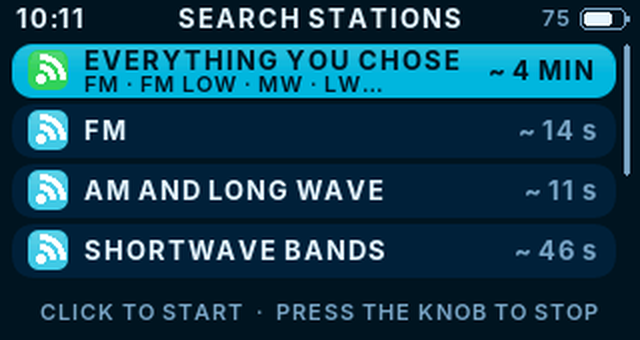 10:11 SEARCH STATIONS 75
EVERYTHING YOU CHOSE ~ 4 MIN
FM · FM LOW · MW · LW...
FM ~ 14 s
AM AND LONG WAVE ~ 11 s
SHORTWAVE BANDS ~ 46 s
CLICK TO START · PRESS THE KNOB TO STOP